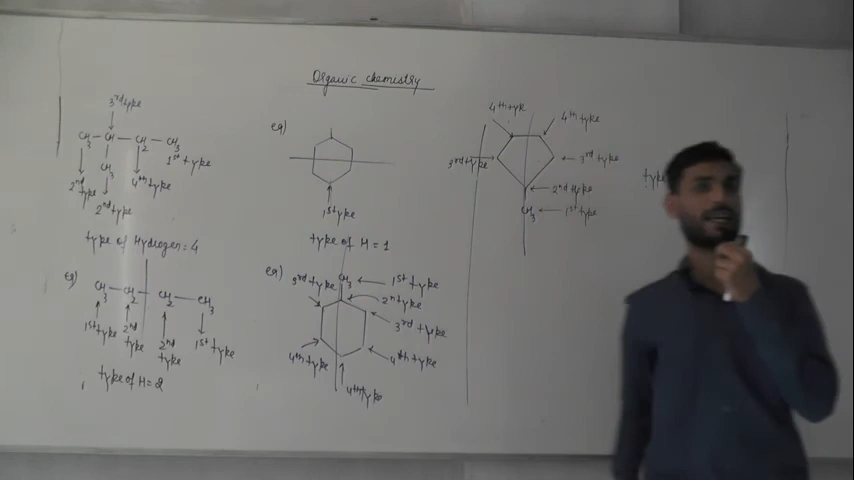 Organic chemistry
3rd type
CH3 - CH - CH2 - CH3
1st type
CH3
2nd type
4th type
2nd type
type of Hydrogen = 4
eg)
CH3 - CH2 - CH2 - CH3
1st type
2nd type
2nd type
1st type
type of H = 2
eg)
1st type
type of H = 1
eg)
CH3
1st type
3rd type
2nd type
3rd type
4th type
4th type
4th type
4th type
4th type
3rd type
3rd type
2nd type
CH3
1st type
type